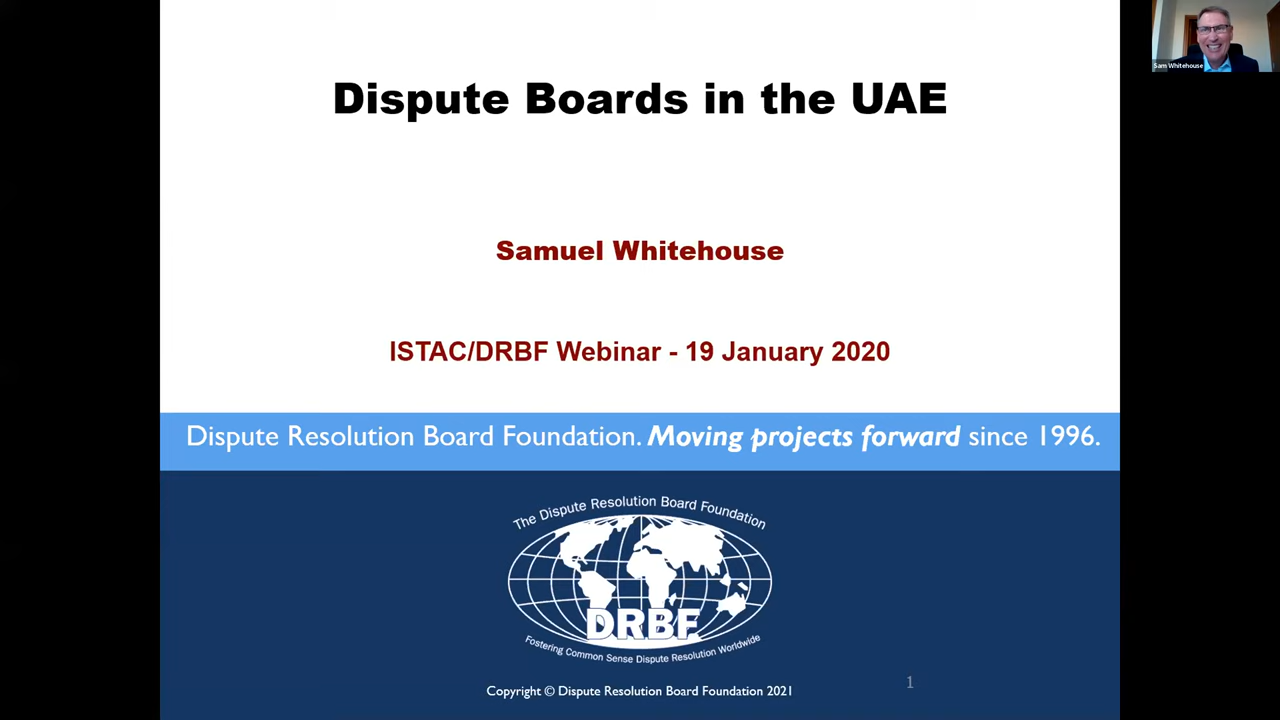 Dispute Boards in the UAE
Sam Whitehouse
Samuel Whitehouse
ISTAC/DRBF Webinar - 19 January 2020
Dispute Resolution Board Foundation. Moving projects forward since 1996.
The Dispute Resolution Board Foundation
DRBF
Fostering Common Sense Dispute Resolution Worldwide
Copyright © Dispute Resolution Board Foundation 2021
1